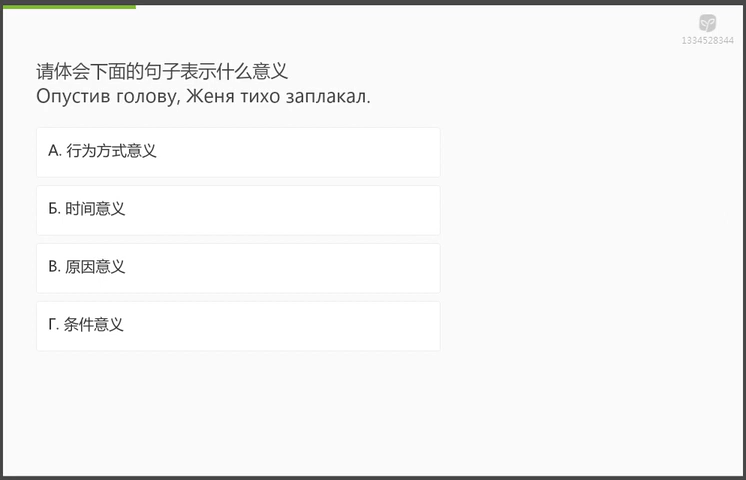 1334528344
请体会下面的句子表示什么意义
Опустив голову, Женя тихо заплакал.
А. 行为方式意义
Б. 时间意义
В. 原因意义
Г. 条件意义